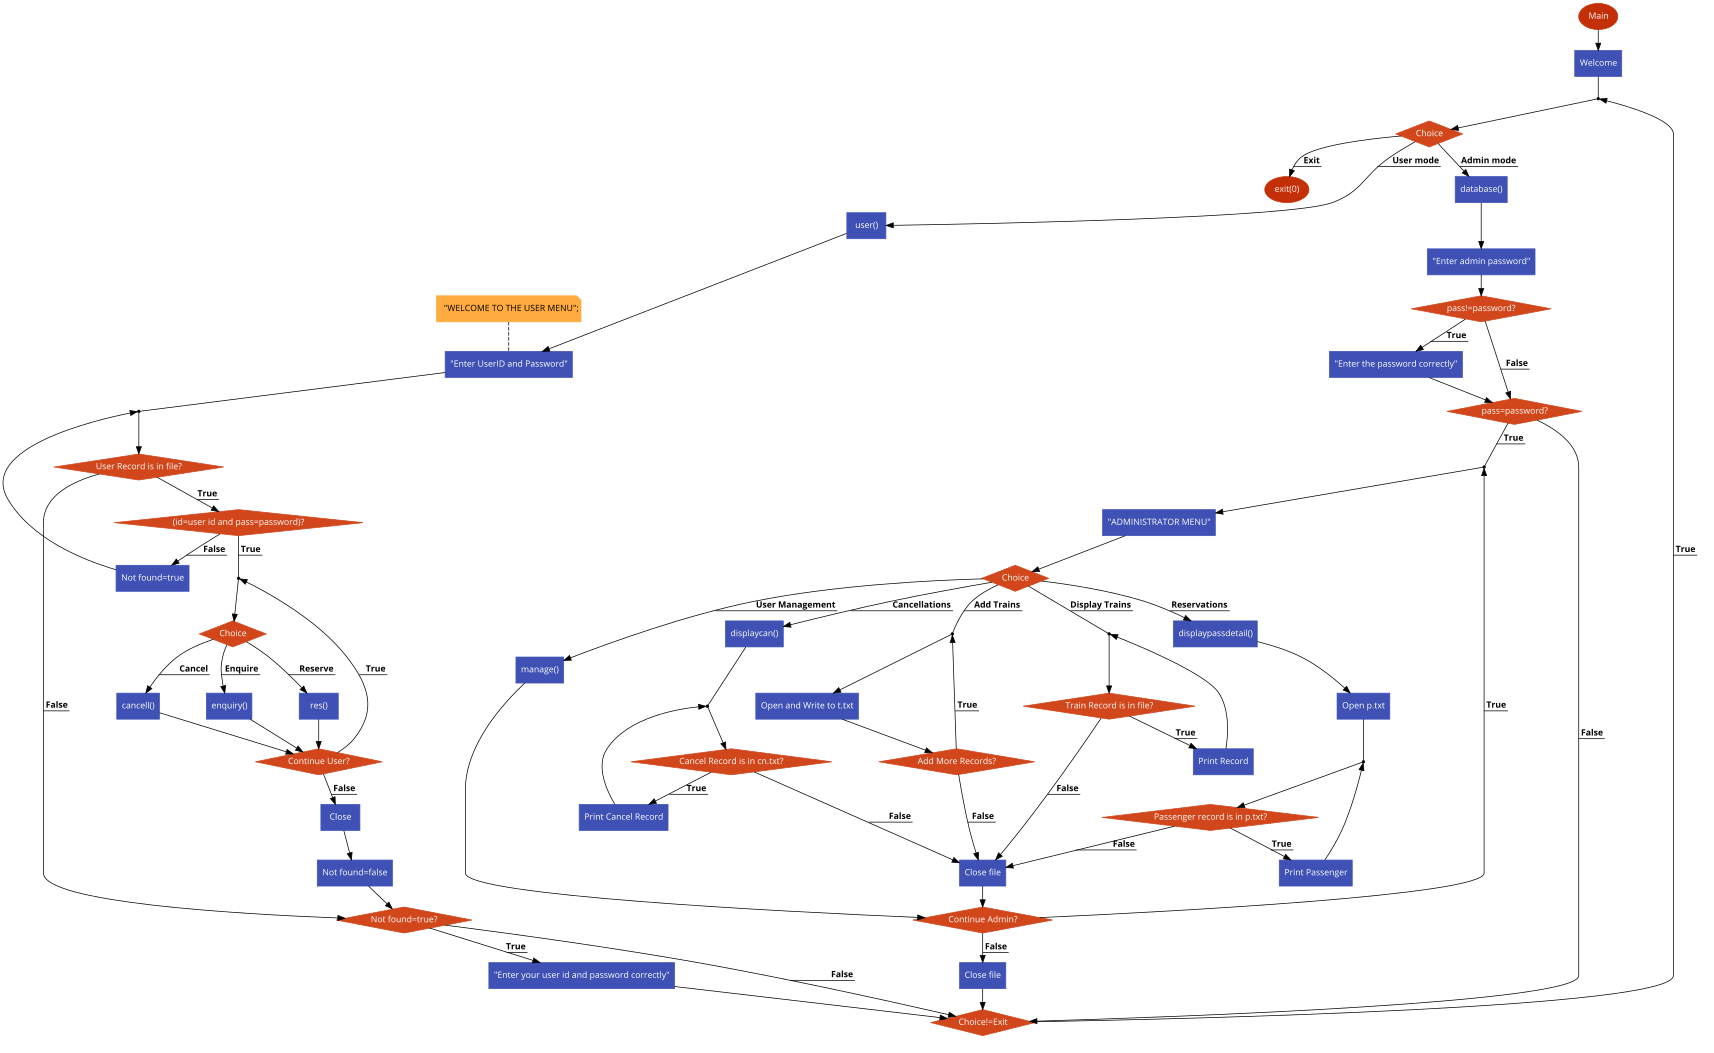 Main
Welcome
Choice
Exit
User mode
Admin mode
exit(0)
database()
user()
"Enter admin password"
"WELCOME TO THE USER MENU";
pass!=password?
True
"Enter UserID and Password"
"Enter the password correctly"
False
pass=password?
True
User Record is in file?
True
(id=user id and pass=password)?
"ADMINISTRATOR MENU"
False
True
True
Not found=true
Choice
User Management
Cancellations
Add Trains
Display Trains
Reservations
Choice
displaycan()
displaypassdetail()
Cancel
Enquire
Reserve
True
manage()
cancell()
enquiry()
res()
False
Open and Write to t.txt
True
Train Record is in file?
Open p.txt
True
False
True
Continue User?
Cancel Record is in cn.txt?
Add More Records?
Print Record
False
True
False
Close
Print Cancel Record
False
False
Passenger record is in p.txt?
False
True
Not found=false
Close file
Print Passenger
Not found=true?
Continue Admin?
True
False
False
"Enter your user id and password correctly"
Close file
Choice!=Exit